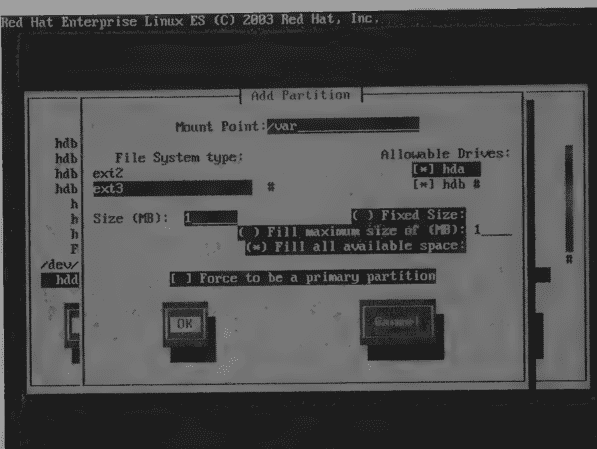 Red Hat Enterprise Linux ES (C) 2003 Red Hat, Inc.
Add Partition
Mount Point:/var
hdb
hdb
hdb
hdb
h
h
h
F
/dev/
hdd
File System type:
ext2
ext3 #
Allowable Drives:
[*] hda
[*] hdb #
Size (MB): 1
( ) Fixed Size:
( ) Fill maximum size of (MB): 1
(*) Fill all available space:
#
[ ] Force to be a primary partition
OK
Cancel